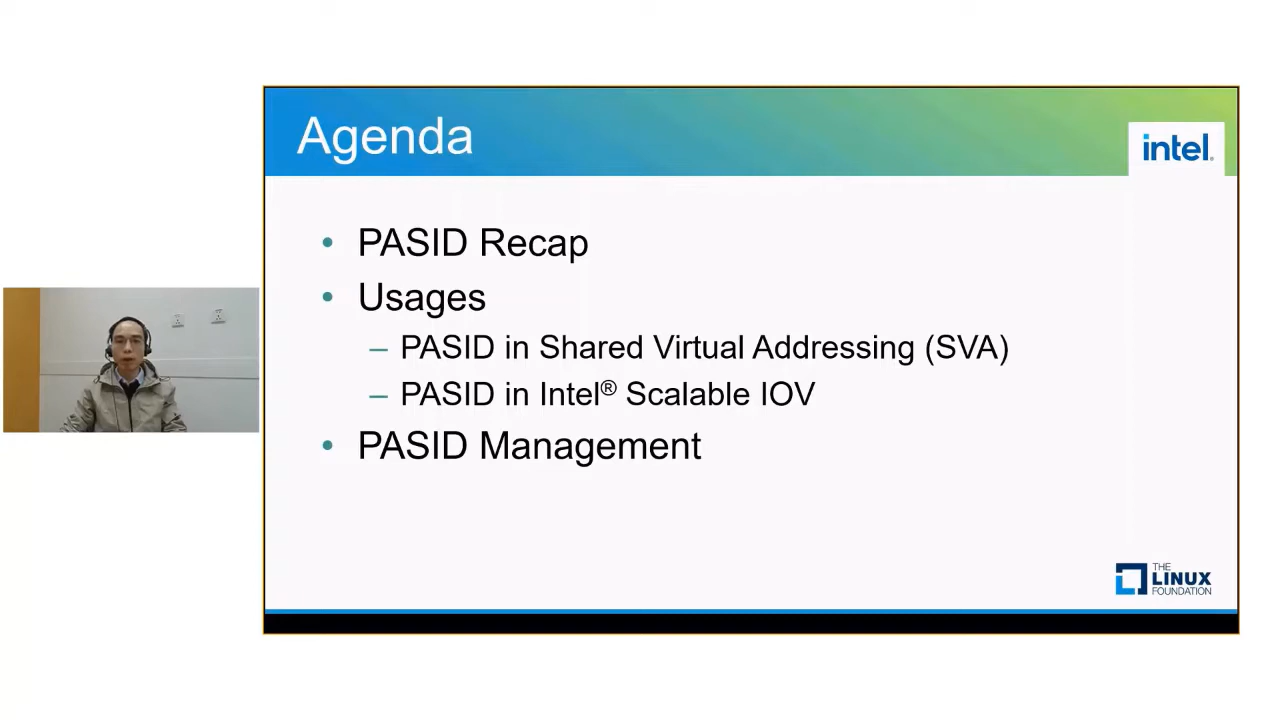 Agenda
intel.
• PASID Recap
• Usages
– PASID in Shared Virtual Addressing (SVA)
– PASID in Intel® Scalable IOV
• PASID Management
THE
LINUX
FOUNDATION